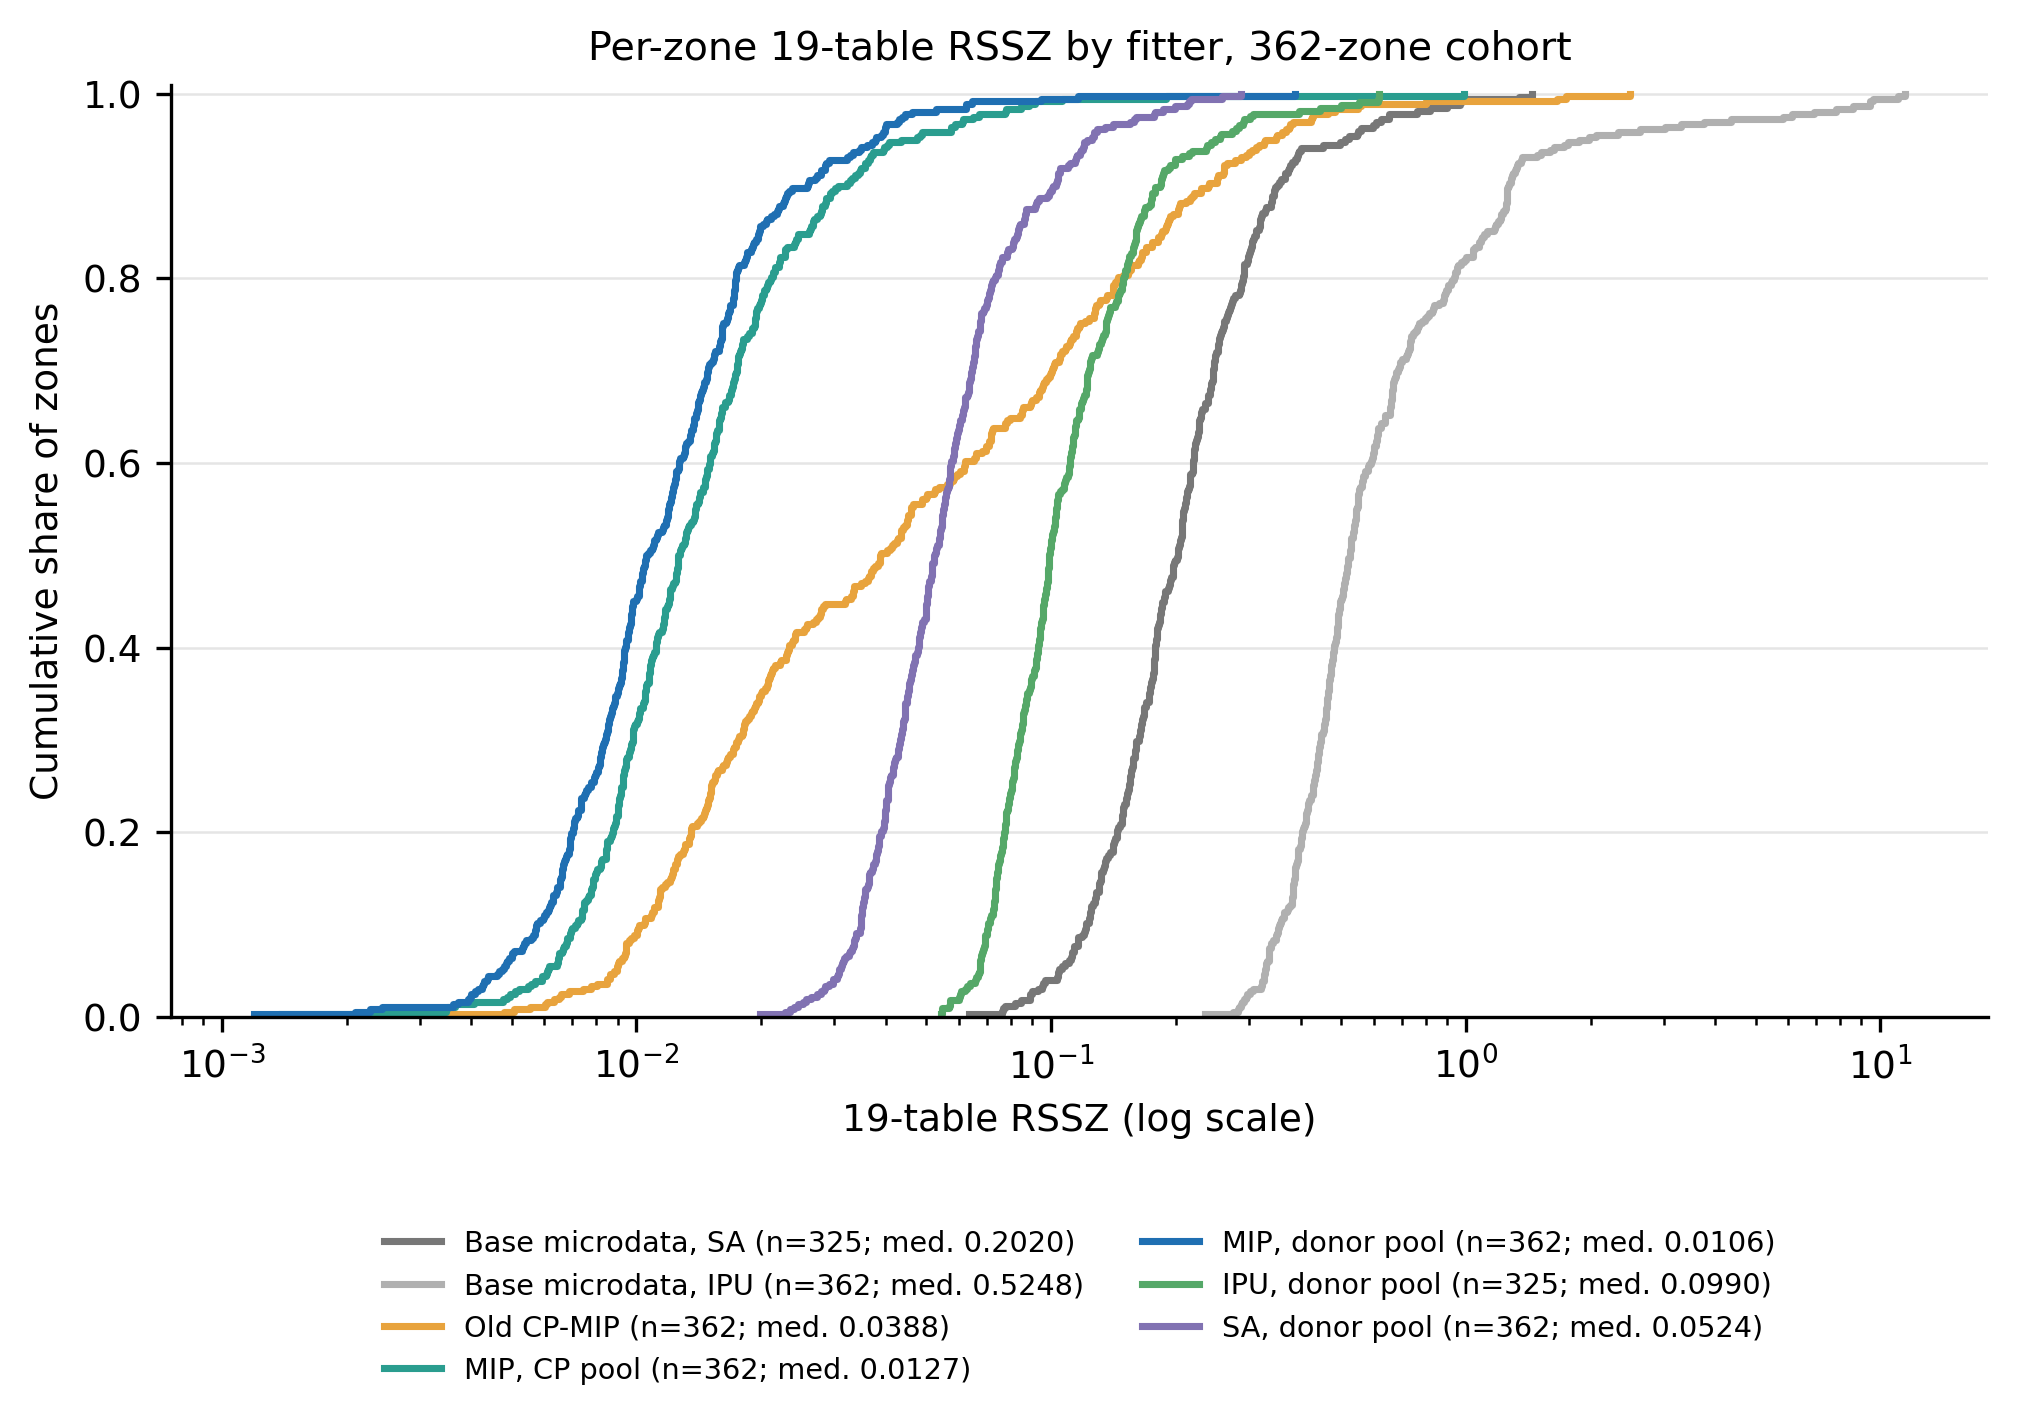 Per-zone 19-table RSSZ by fitter, 362-zone cohort
Cumulative share of zones
1.0
0.8
0.6
0.4
0.2
0.0
10⁻³ 10⁻² 10⁻¹ 10⁰ 10¹
19-table RSSZ (log scale)
Base microdata, SA (n=325; med. 0.2020)
Base microdata, IPU (n=362; med. 0.5248)
Old CP-MIP (n=362; med. 0.0388)
MIP, CP pool (n=362; med. 0.0127)
MIP, donor pool (n=362; med. 0.0106)
IPU, donor pool (n=325; med. 0.0990)
SA, donor pool (n=362; med. 0.0524)